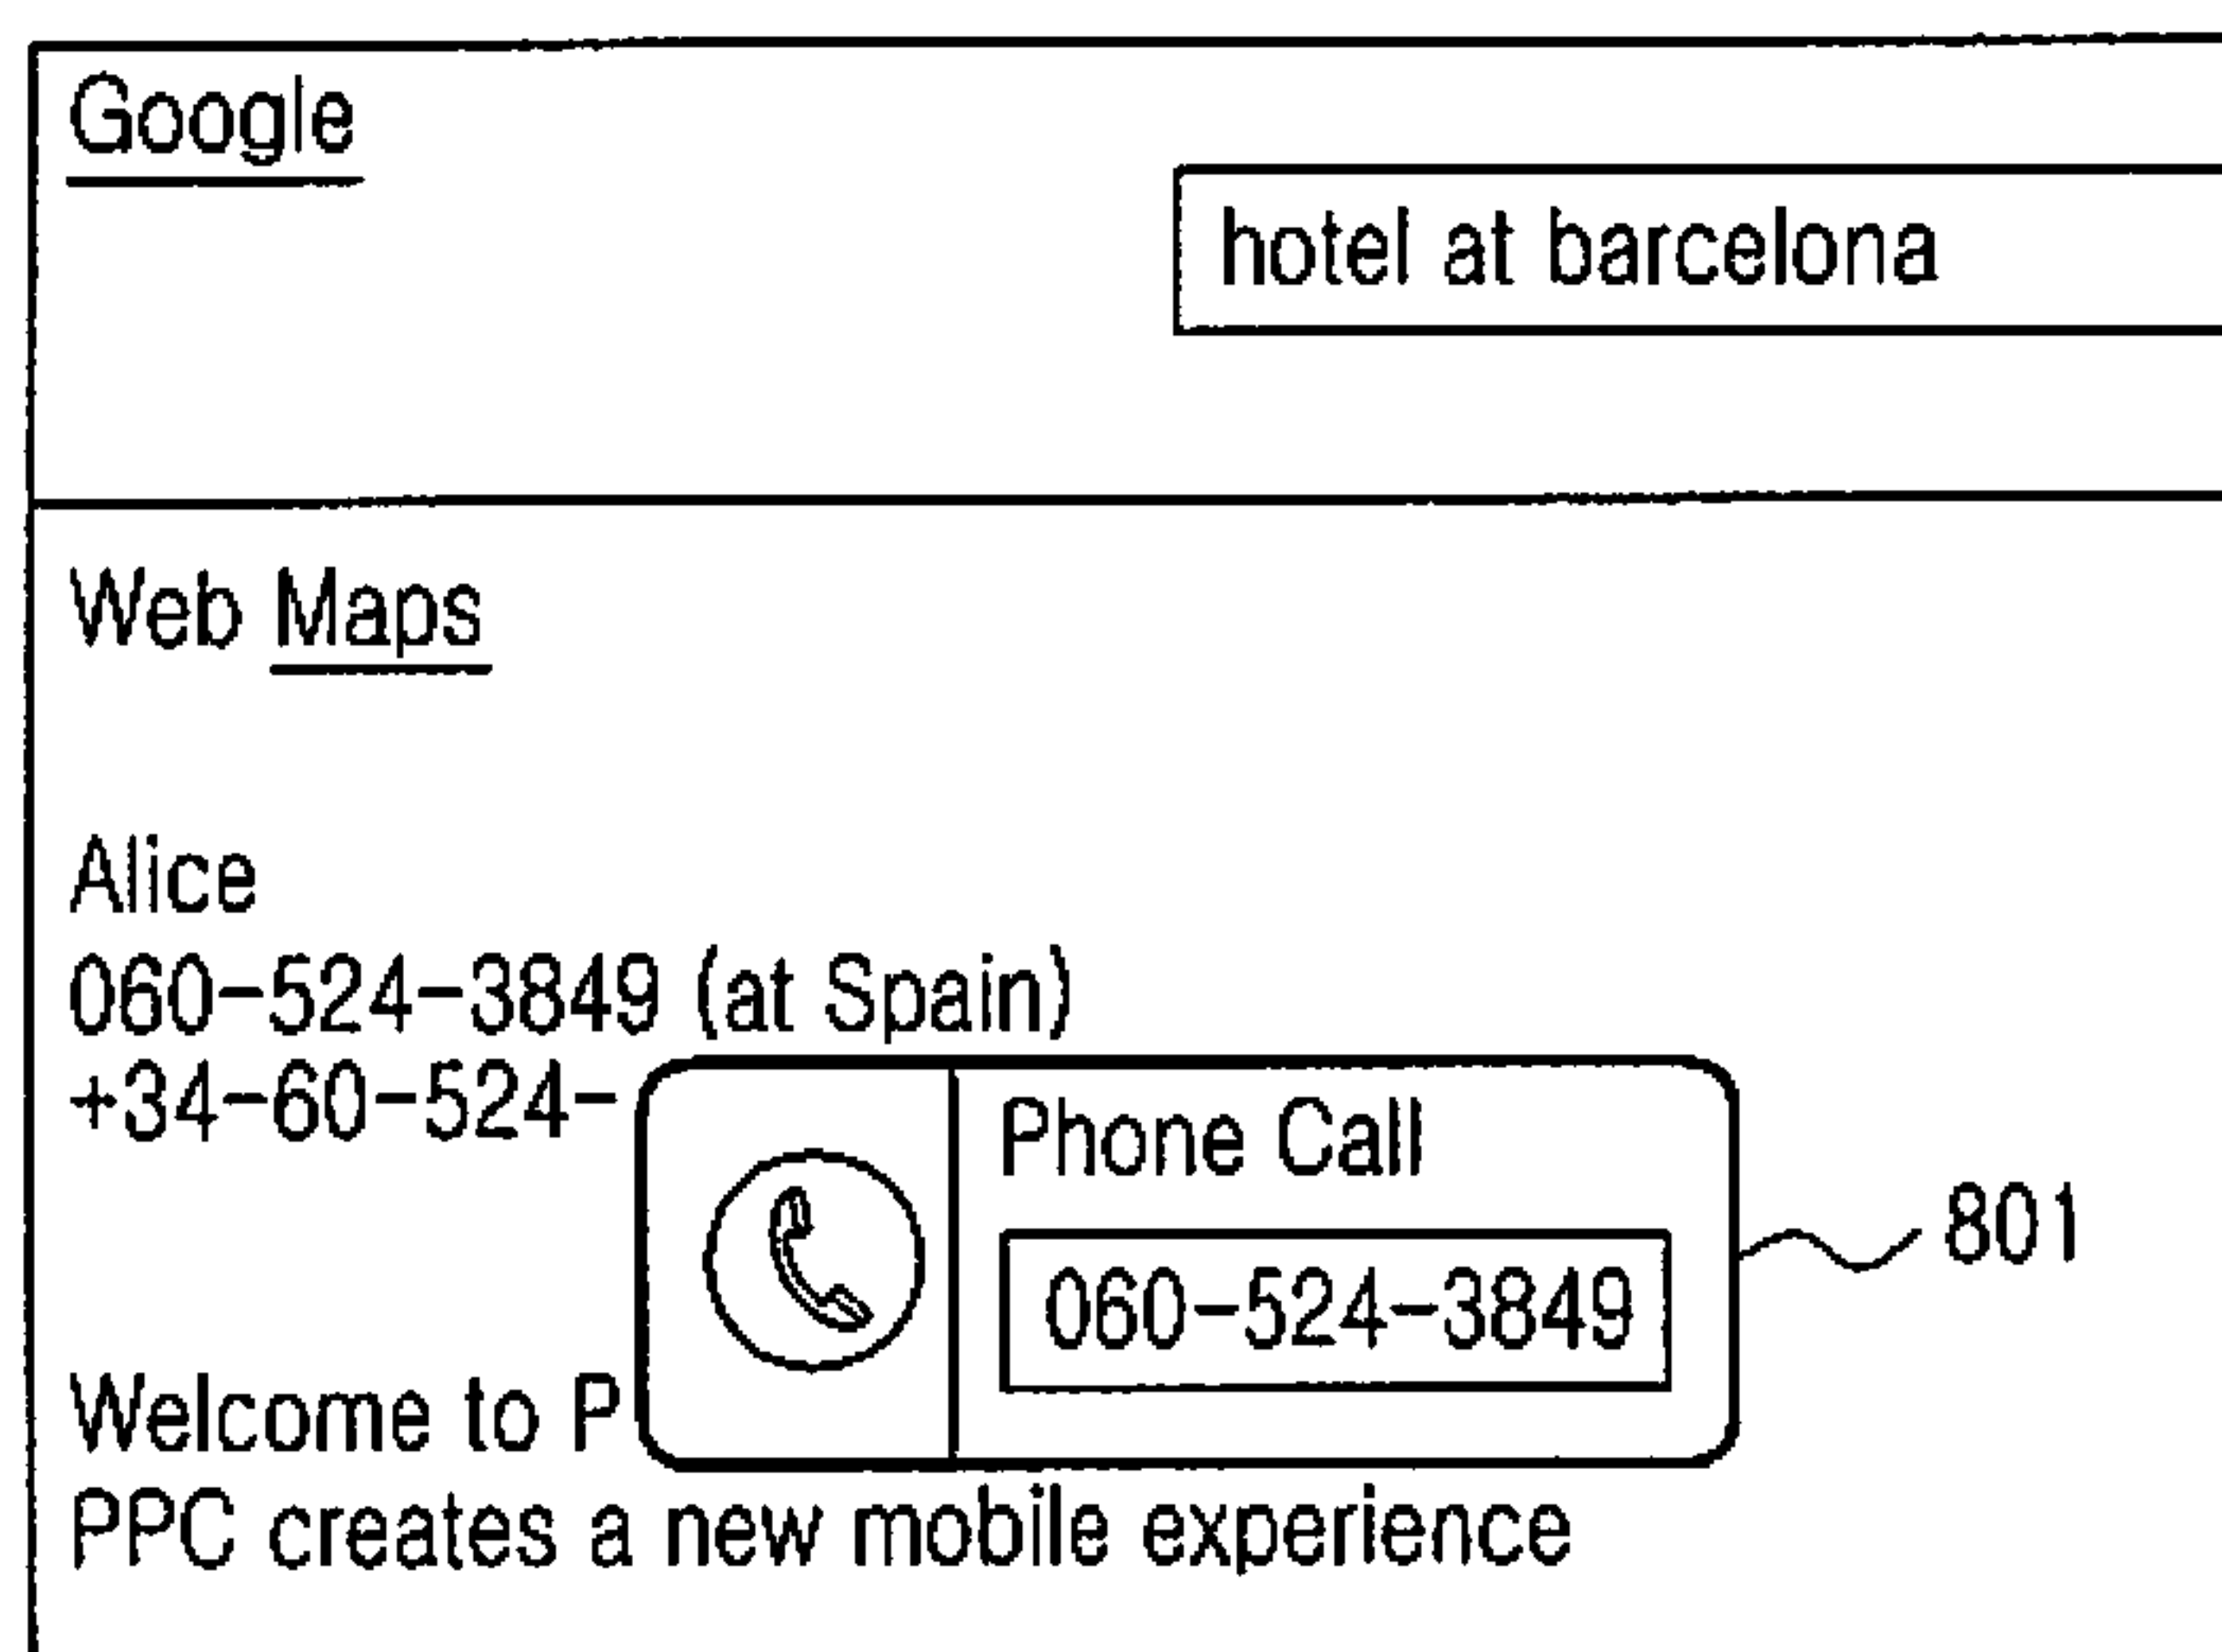 Google
hotel at barcelona
Web Maps
Alice
060-524-3849 (at Spain)
+34-60-524-
Phone Call
801
060-524-3849
Welcome to P
PPC creates a new mobile experience